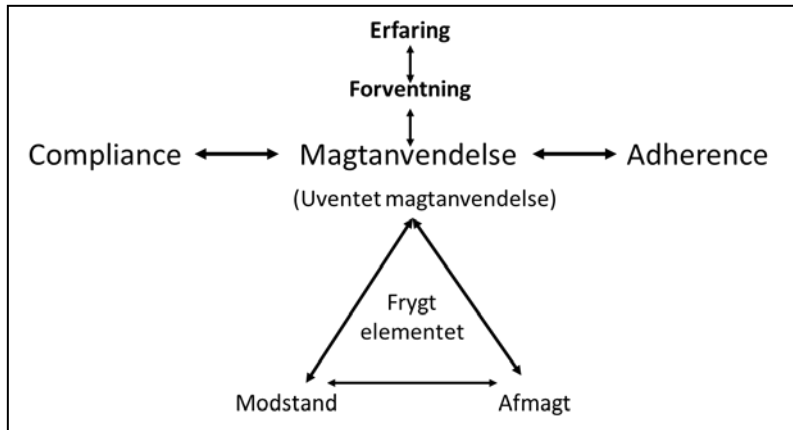 Erfaring
Forventning
Compliance Magtanvendelse Adherence
(Uventet magtanvendelse)
Frygt
elementet
Modstand Afmagt